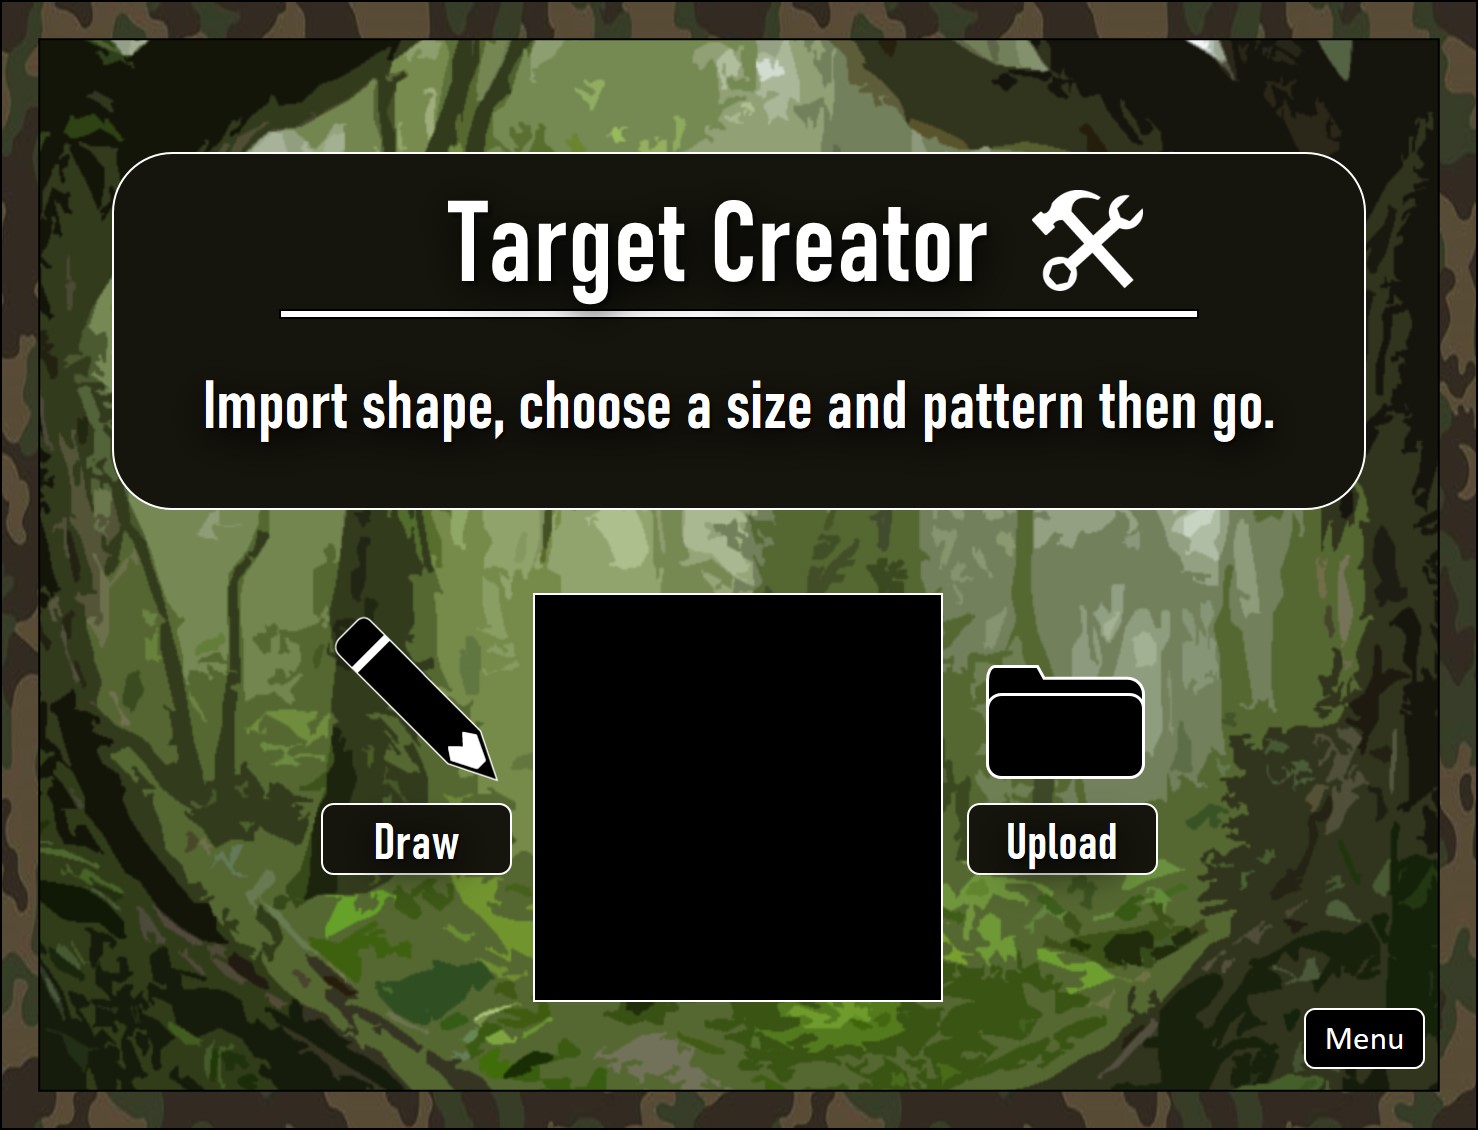 Target Creator
Import shape, choose a size and pattern then go.
Draw
Upload
Menu